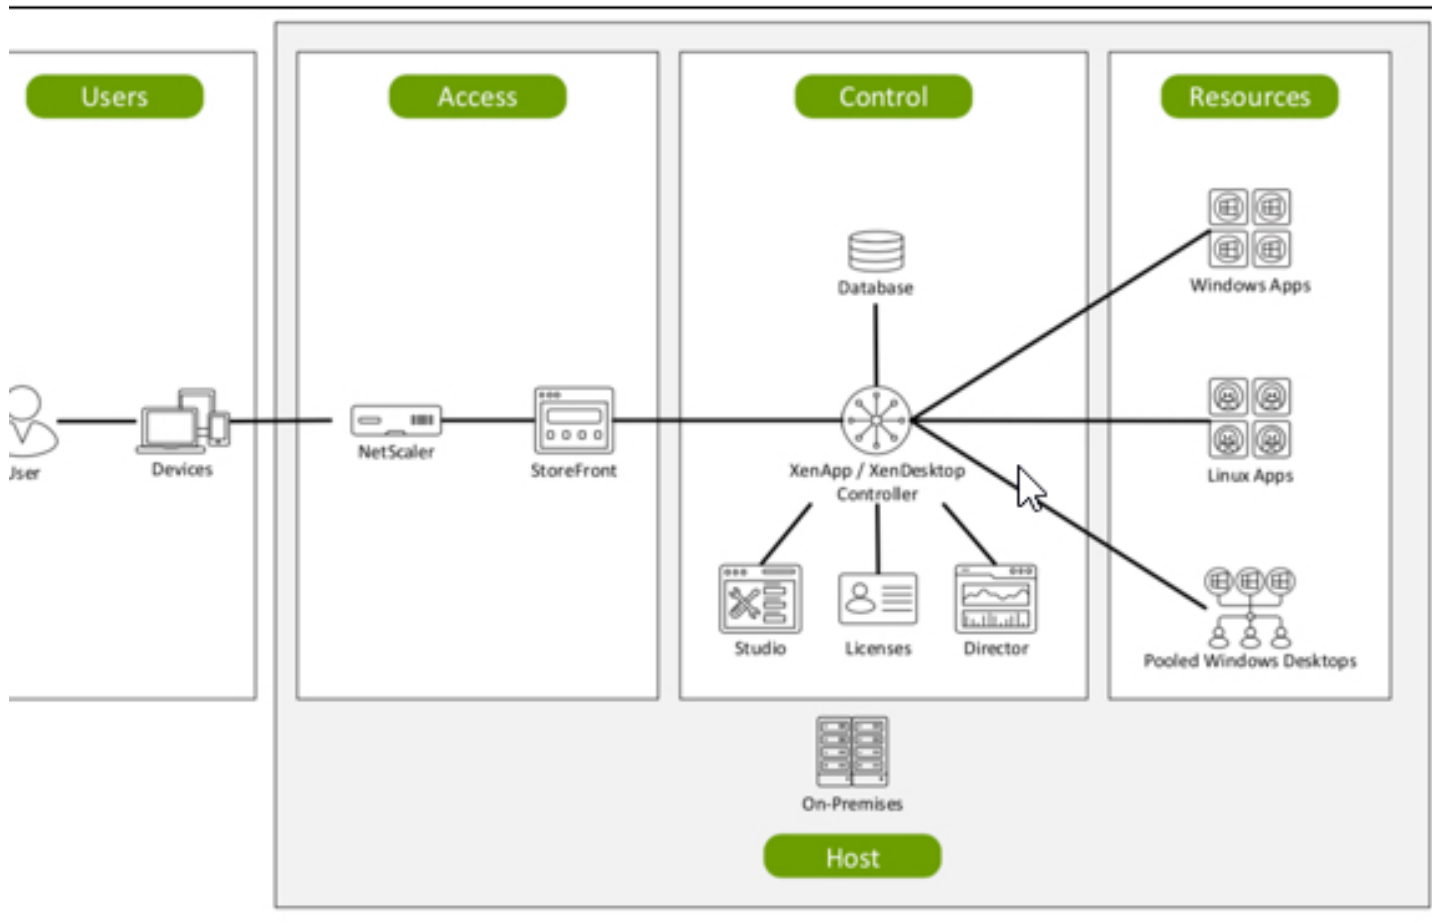 Users
Access
Control
Resources
Database
Windows Apps
Devices
NetScaler
StoreFront
XenApp / XenDesktop
Controller
Linux Apps
Studio
Licenses
Director
Pooled Windows Desktops
On-Premises
Host